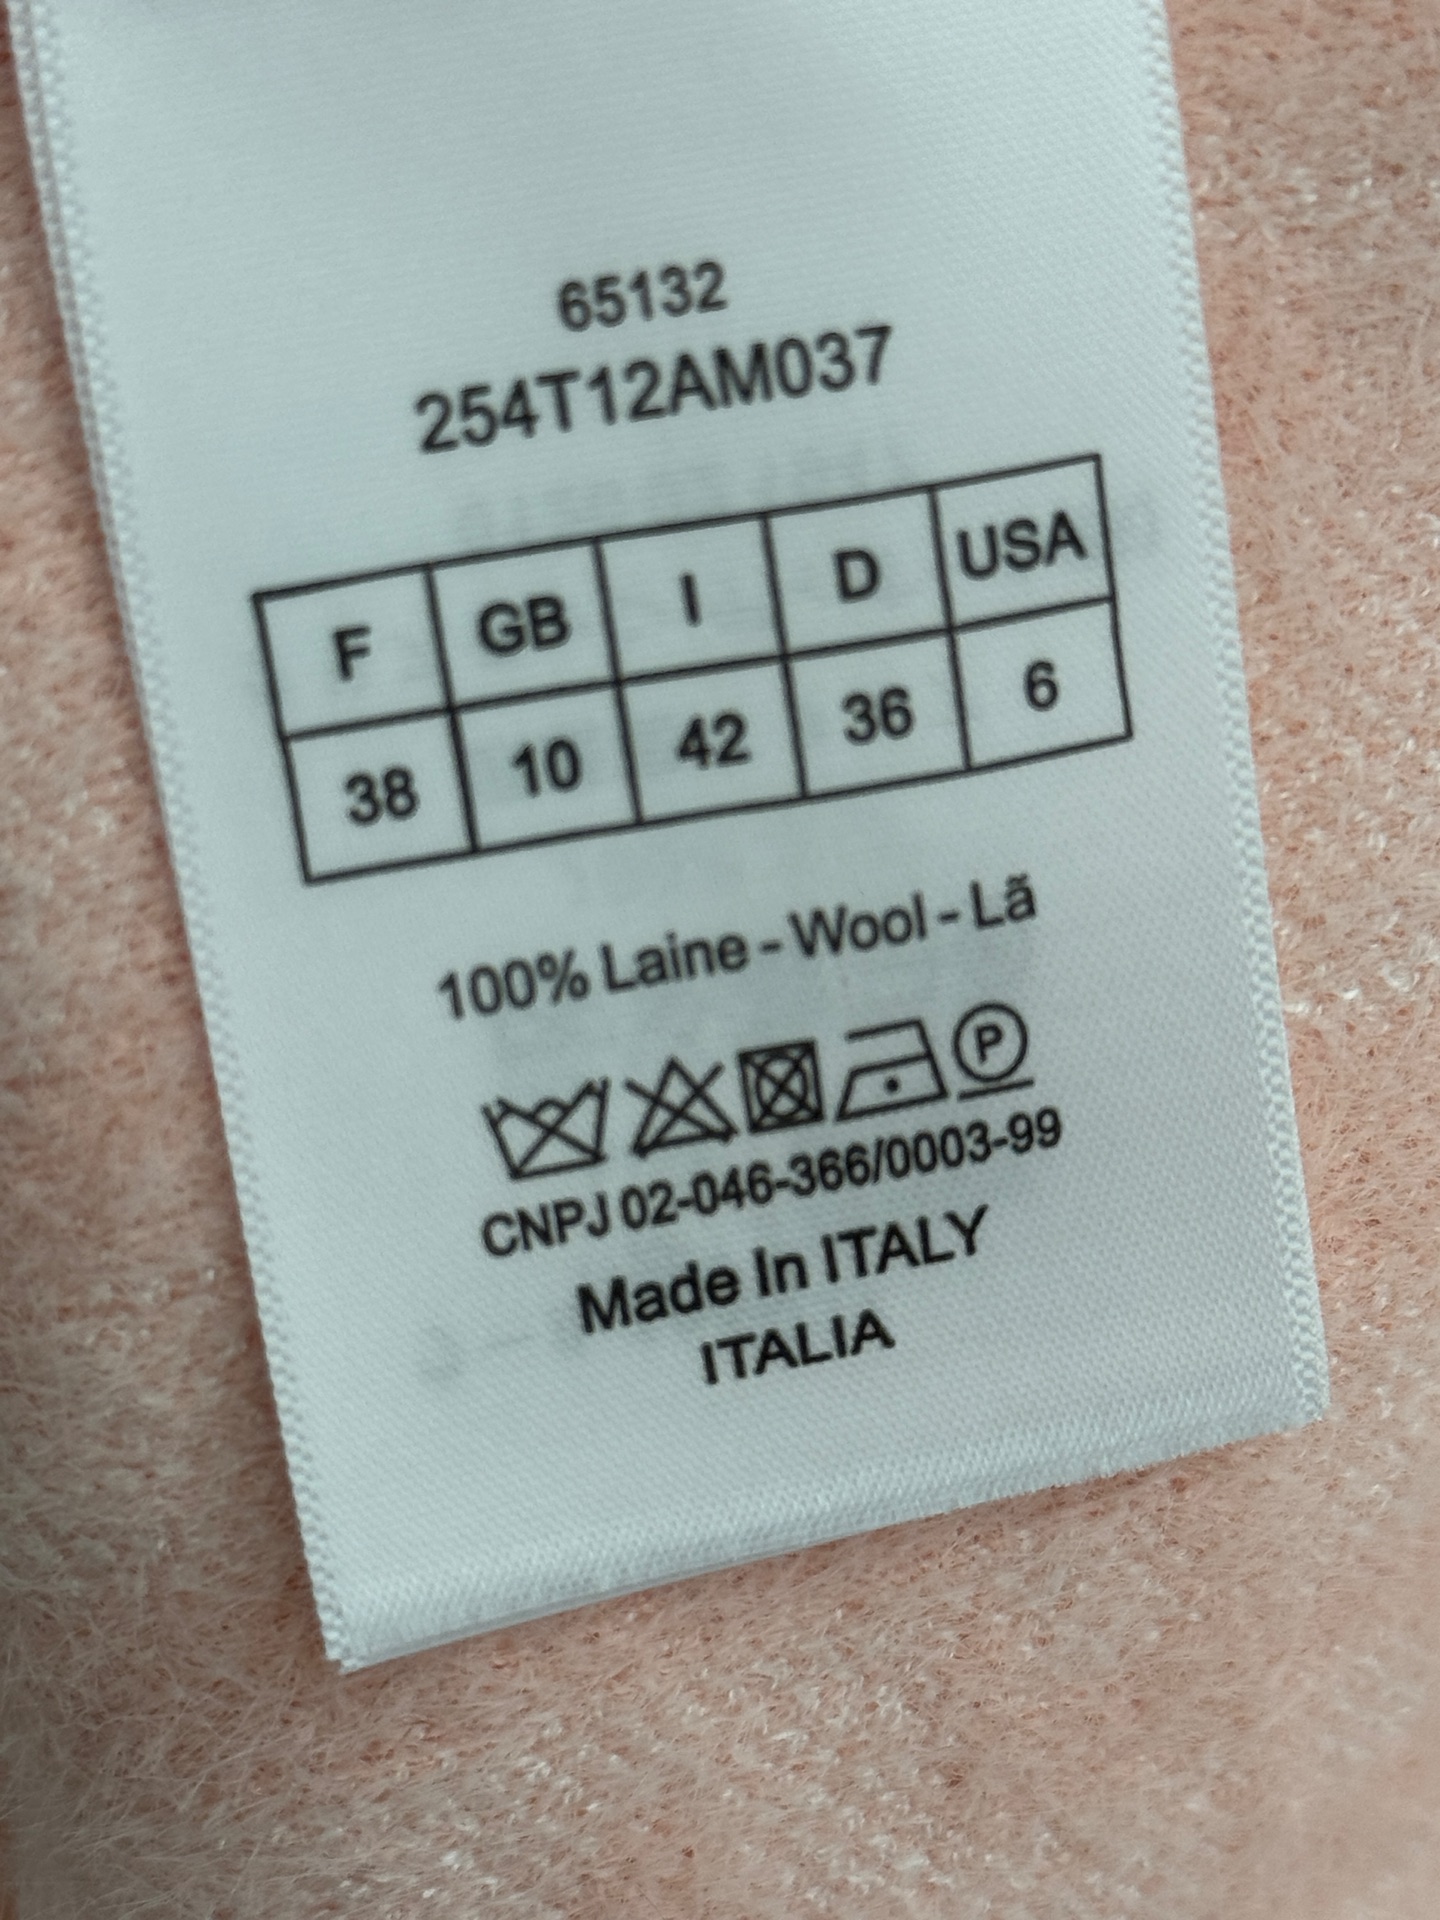 65132
254T12AM037
F GB I D USA
38 10 42 36 6
100% Laine - Wool - Lã
P
CNPJ 02-046-366/0003-99
Made In ITALY
ITALIA